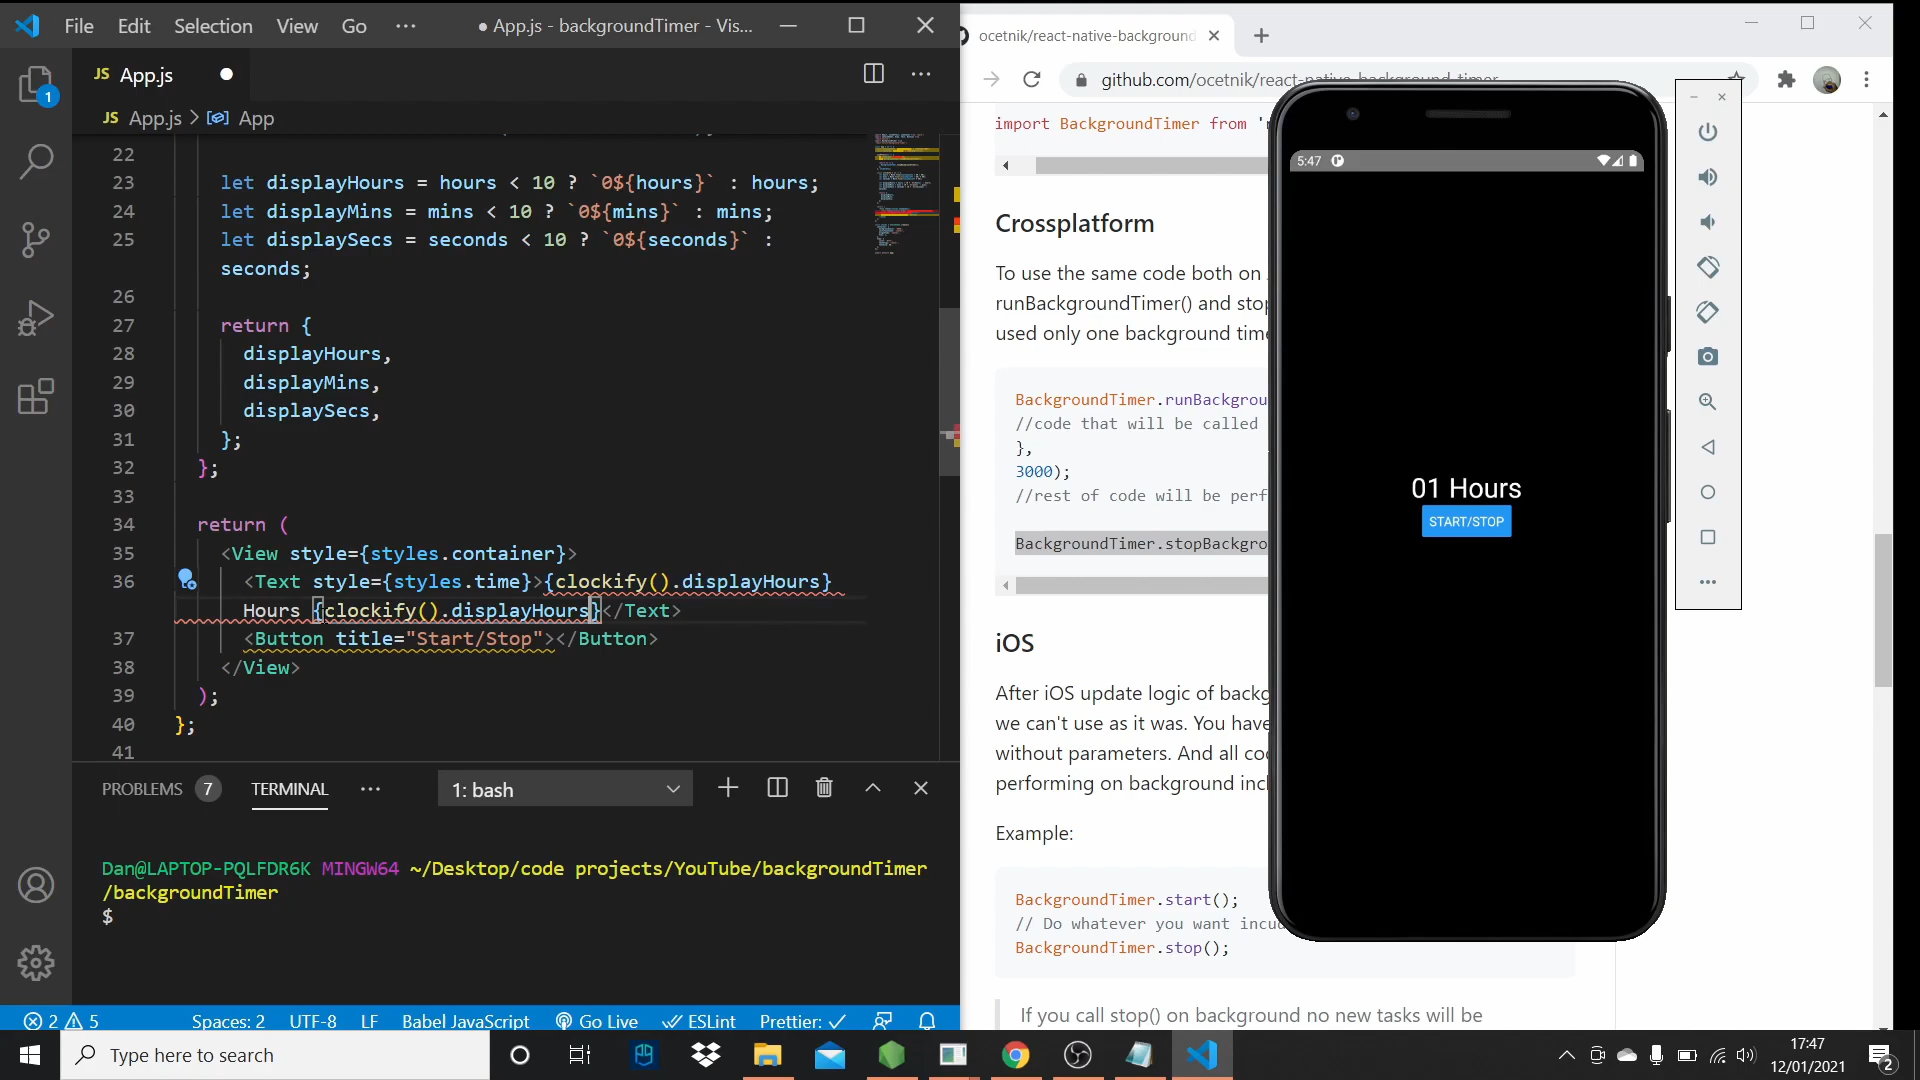 File Edit Selection View Go ··· ● App.js - backgroundTimer - Vis...
JS App.js
JS App.js > App
22
23 let displayHours = hours < 10 ? `0${hours}` : hours;
24 let displayMins = mins < 10 ? `0${mins}` : mins;
25 let displaySecs = seconds < 10 ? `0${seconds}` :
seconds;
26
27 return {
28 displayHours,
29 displayMins,
30 displaySecs,
31 };
32 };
33
34 return (
35 <View style={styles.container}>
36 <Text style={styles.time}>{clockify().displayHours}
Hours {clockify().displayHours}</Text>
37 <Button title="Start/Stop"></Button>
38 </View>
39 );
40 };
41
PROBLEMS 7 TERMINAL ··· 1: bash
Dan@LAPTOP-PQLFDR6K MINGW64 ~/Desktop/code projects/YouTube/backgroundTimer
/backgroundTimer
$
2 5 Spaces: 2 UTF-8 LF Babel JavaScript Go Live ESLint Prettier: ✓
ocetnik/react-native-background
github.com/ocetnik/react-native-background-timer
import BackgroundTimer from
Crossplatform
To use the same code both on
runBackgroundTimer() and stop
used only one background time
BackgroundTimer.runBackgrou
//code that will be called
},
3000);
//rest of code will be perf
BackgroundTimer.stopBackgro
iOS
After iOS update logic of backg
we can't use as it was. You have
without parameters. And all co
performing on background incl
Example:
BackgroundTimer.start();
// Do whatever you want incud
BackgroundTimer.stop();
If you call stop() on background no new tasks will be
5:47
01 Hours
START/STOP
1
Type here to search
17:47
12/01/2021
2